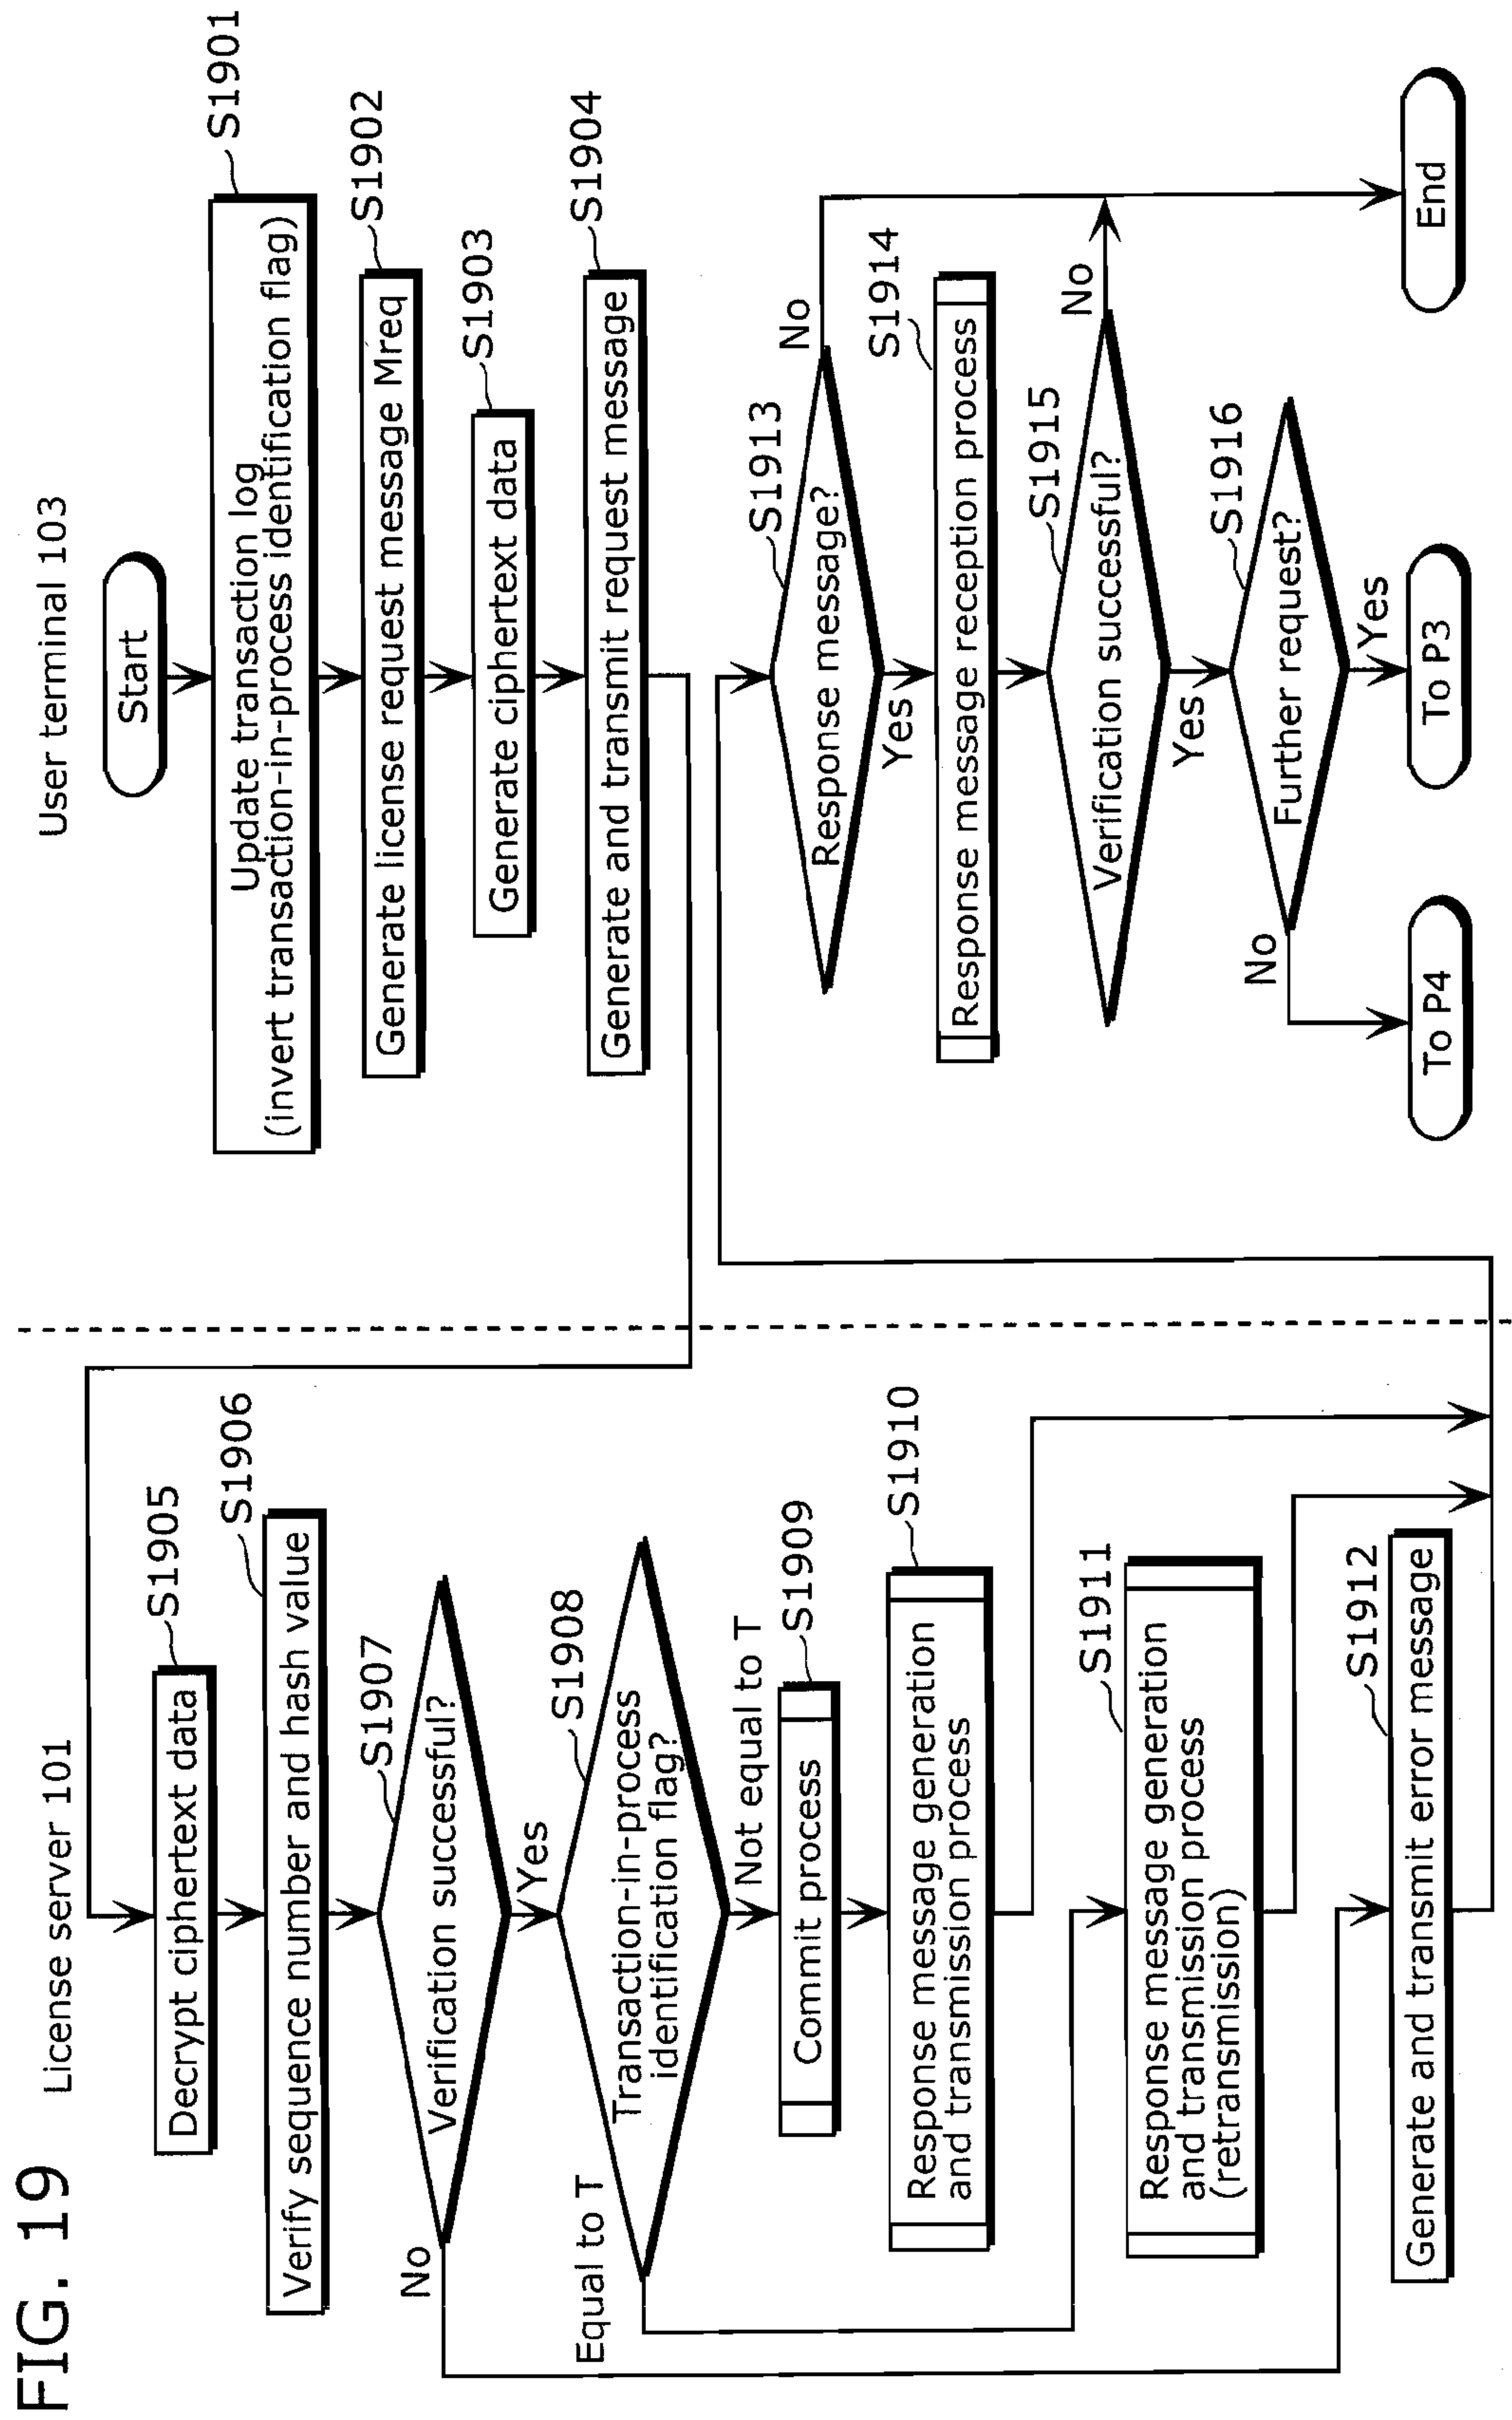 FIG. 19
License server 101
Decrypt ciphertext data
S1905
Verify sequence number and hash value
S1906
Verification successful?
S1907
No
Yes
Transaction-in-process
identification flag?
S1908
Equal to T
Not equal to T
Commit process
S1909
Response message generation
and transmission process
S1910
Response message generation
and transmission process
(retransmission)
S1911
Generate and transmit error message
S1912
User terminal 103
Start
Update transaction log
(invert transaction-in-process identification flag)
S1901
Generate license request message Mreq
S1902
Generate ciphertext data
S1903
Generate and transmit request message
S1904
Response message?
S1913
No
Yes
Response message reception process
S1914
Verification successful?
S1915
No
Yes
Further request?
S1916
No
Yes
To P4
To P3
End